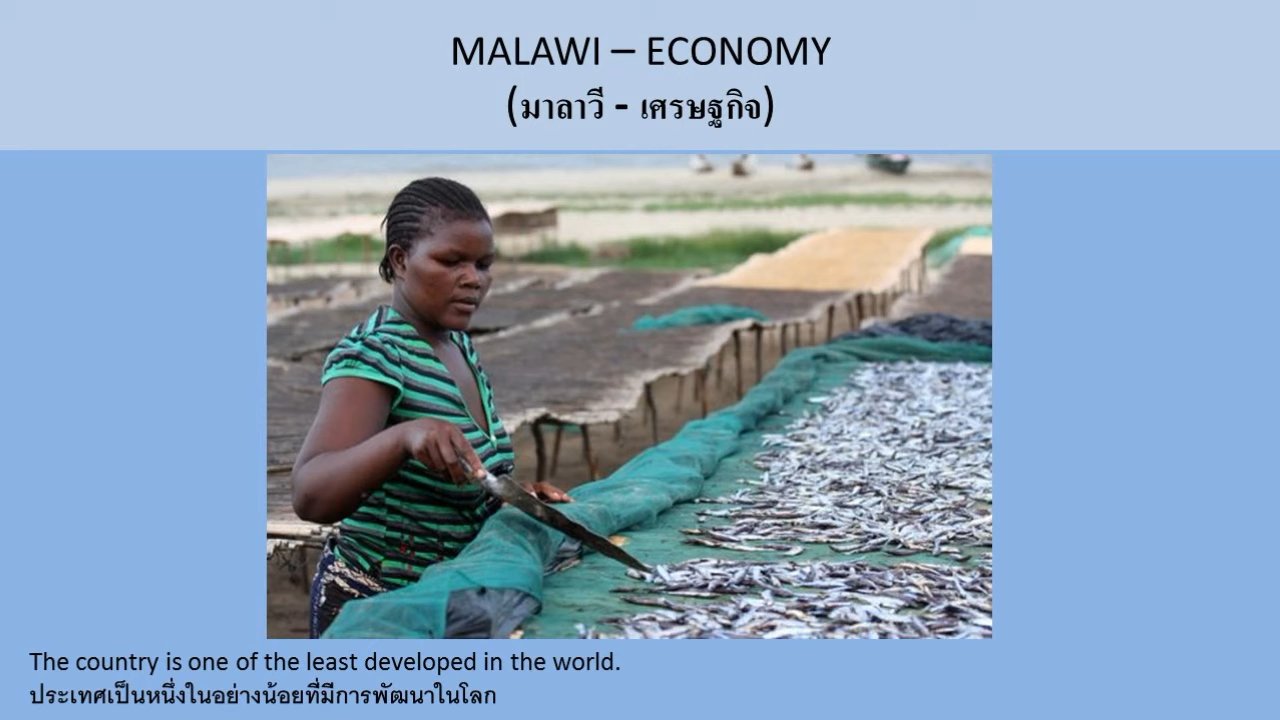 MALAWI – ECONOMY
(มาลาวี - เศรษฐกิจ)
The country is one of the least developed in the world.
ประเทศเป็นหนึ่งในอย่างน้อยที่มีการพัฒนาในโลก